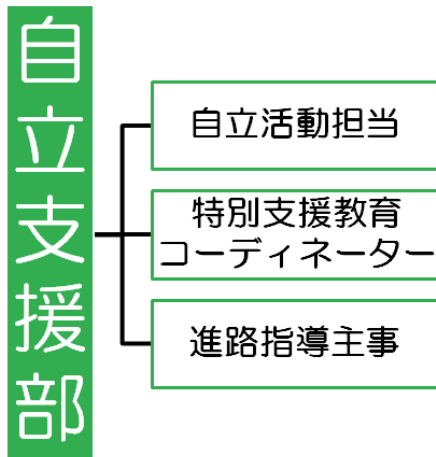 自立支援部
自立活動担当
特別支援教育
コーディネーター
進路指導主事